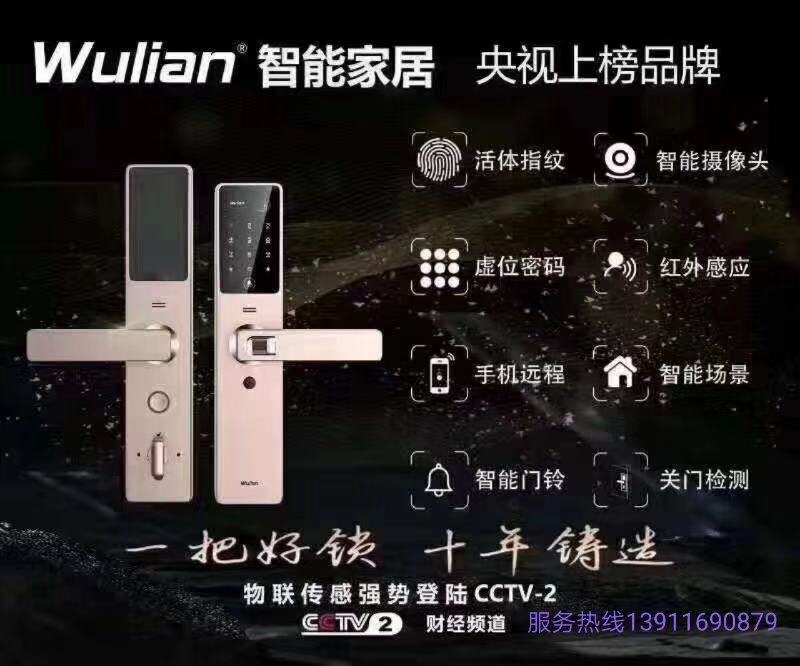 Wulian® 智能家居 央视上榜品牌
活体指纹 智能摄像头
虚位密码 红外感应
手机远程 智能场景
智能门铃 关门检测
Wulian
Wulian
一把好锁 十年铸造
物联传感强势登陆CCTV-2
CCTV 2 财经频道 服务热线13911690879